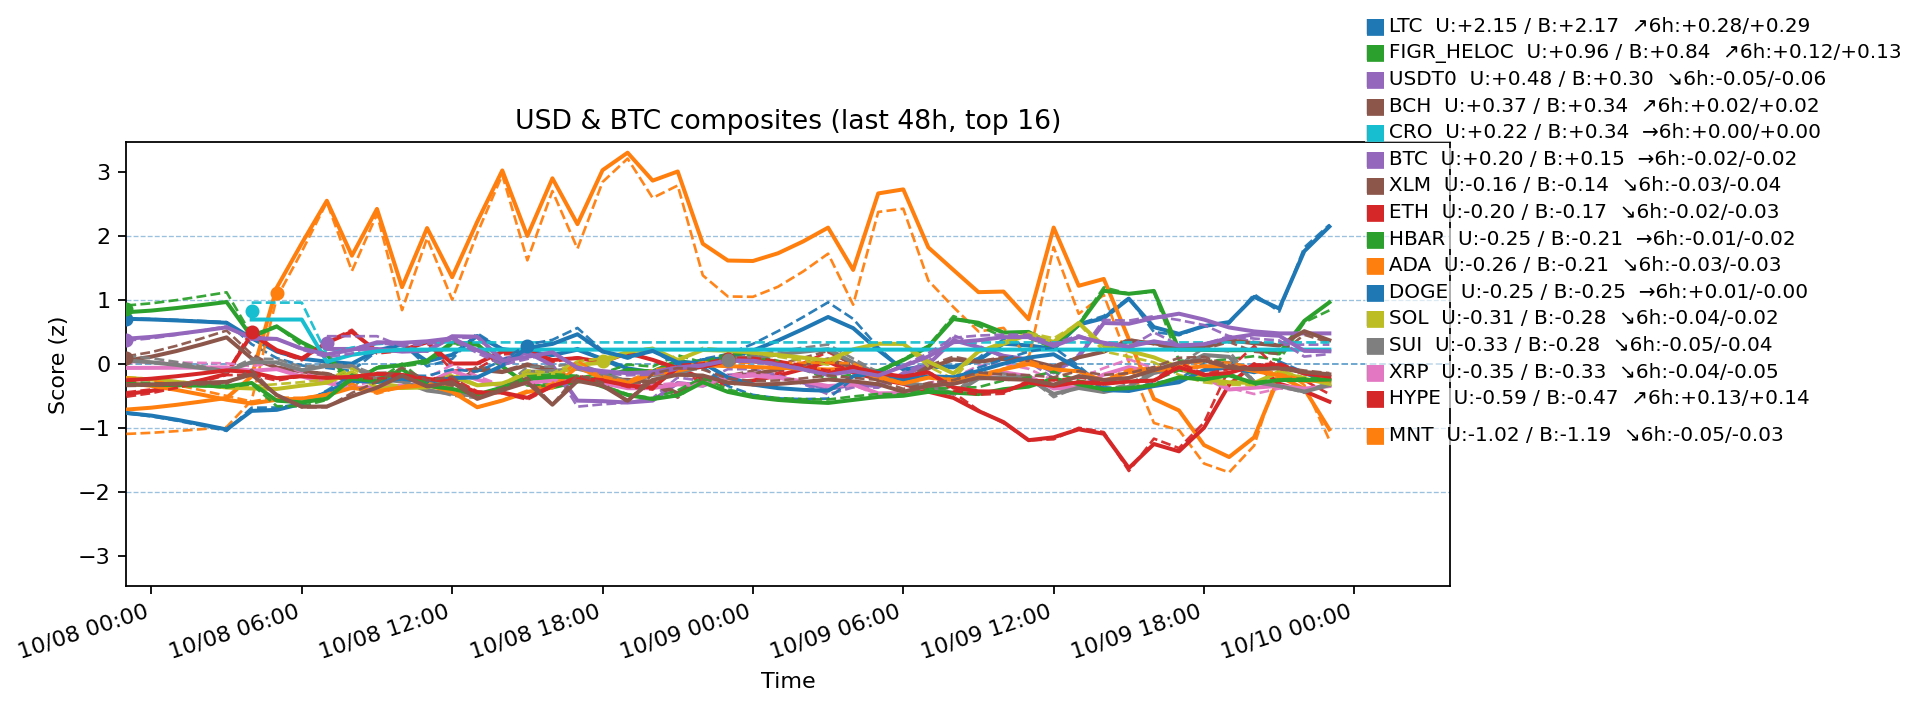 LTC  U:+2.15 / B:+2.17  ↗6h:+0.28/+0.29
FIGR_HELOC  U:+0.96 / B:+0.84  ↗6h:+0.12/+0.13
USDT0  U:+0.48 / B:+0.30  ↘6h:-0.05/-0.06
BCH  U:+0.37 / B:+0.34  ↗6h:+0.02/+0.02
CRO  U:+0.22 / B:+0.34  →6h:+0.00/+0.00
BTC  U:+0.20 / B:+0.15  →6h:-0.02/-0.02
XLM  U:-0.16 / B:-0.14  ↘6h:-0.03/-0.04
ETH  U:-0.20 / B:-0.17  ↘6h:-0.02/-0.03
HBAR  U:-0.25 / B:-0.21  →6h:-0.01/-0.02
ADA  U:-0.26 / B:-0.21  ↘6h:-0.03/-0.03
DOGE  U:-0.25 / B:-0.25  →6h:+0.01/-0.00
SOL  U:-0.31 / B:-0.28  ↘6h:-0.04/-0.02
SUI  U:-0.33 / B:-0.28  ↘6h:-0.05/-0.04
XRP  U:-0.35 / B:-0.33  ↘6h:-0.04/-0.05
HYPE  U:-0.59 / B:-0.47  ↗6h:+0.13/+0.14
MNT  U:-1.02 / B:-1.19  ↘6h:-0.05/-0.03
USD & BTC composites (last 48h, top 16)
Score (z)
3
2
1
0
−1
−2
−3
10/08 00:00
10/08 06:00
10/08 12:00
10/08 18:00
10/09 00:00
10/09 06:00
10/09 12:00
10/09 18:00
10/10 00:00
Time